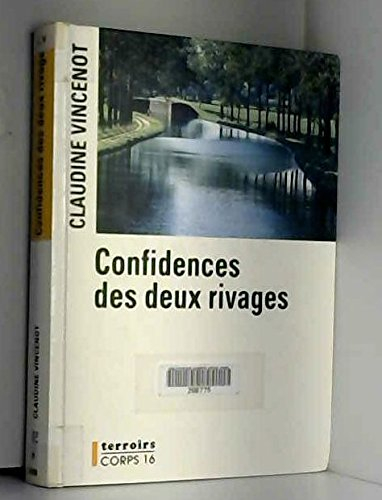 Confidences des deux rivages
CLAUDINE VINCENOT
CLAUDINE VINCENOT
Confidences
des deux rivages
terroirs
CORPS 16